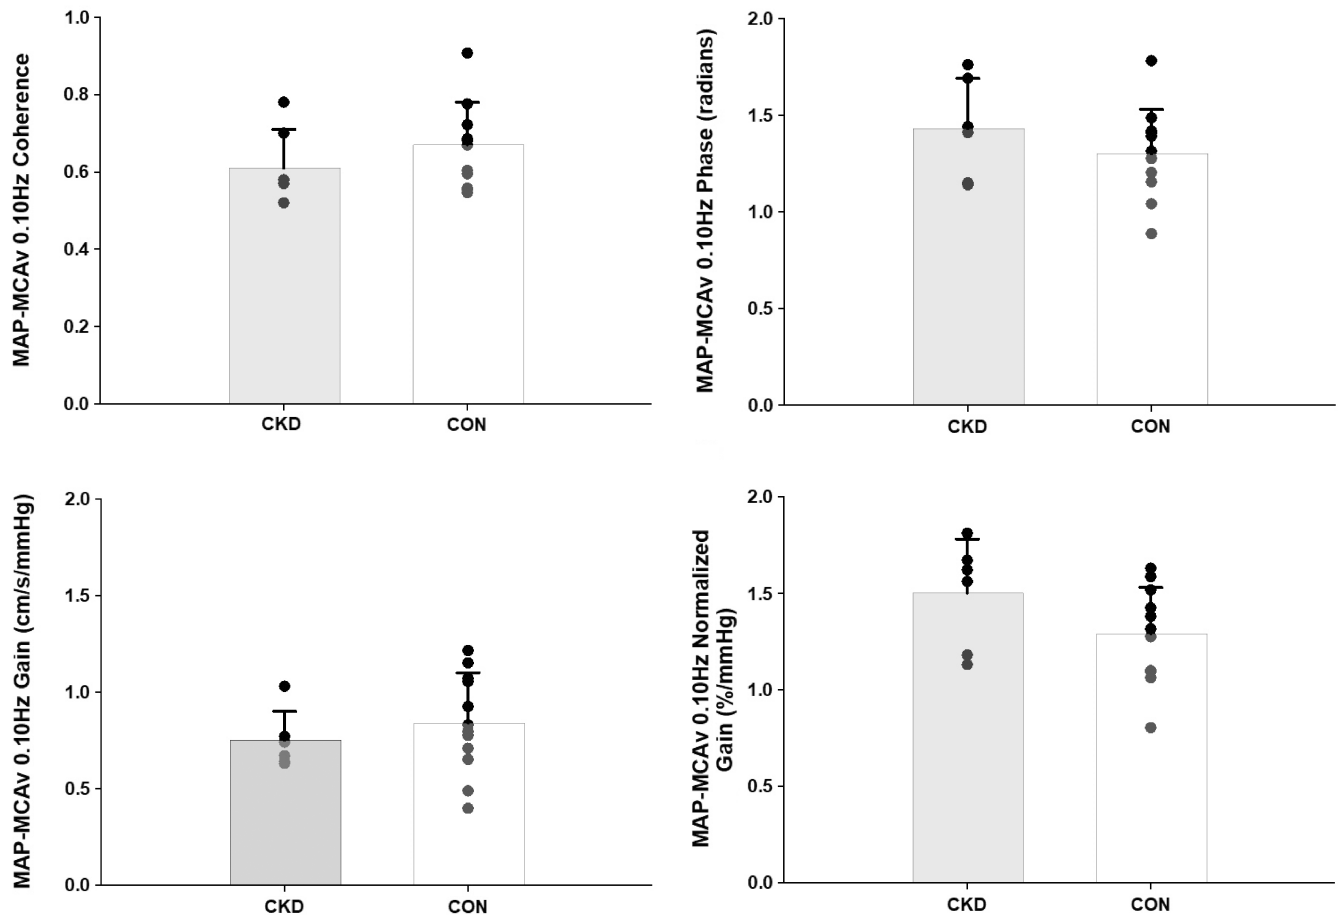 MAP-MCAv 0.10Hz Coherence
1.0
0.8
0.6
0.4
0.2
0.0
CKD
CON
MAP-MCAv 0.10Hz Phase (radians)
2.0
1.5
1.0
0.5
0.0
CKD
CON
MAP-MCAv 0.10Hz Gain (cm/s/mmHg)
2.0
1.5
1.0
0.5
0.0
CKD
CON
MAP-MCAv 0.10Hz Normalized
Gain (%/mmHg)
2.0
1.5
1.0
0.5
0.0
CKD
CON